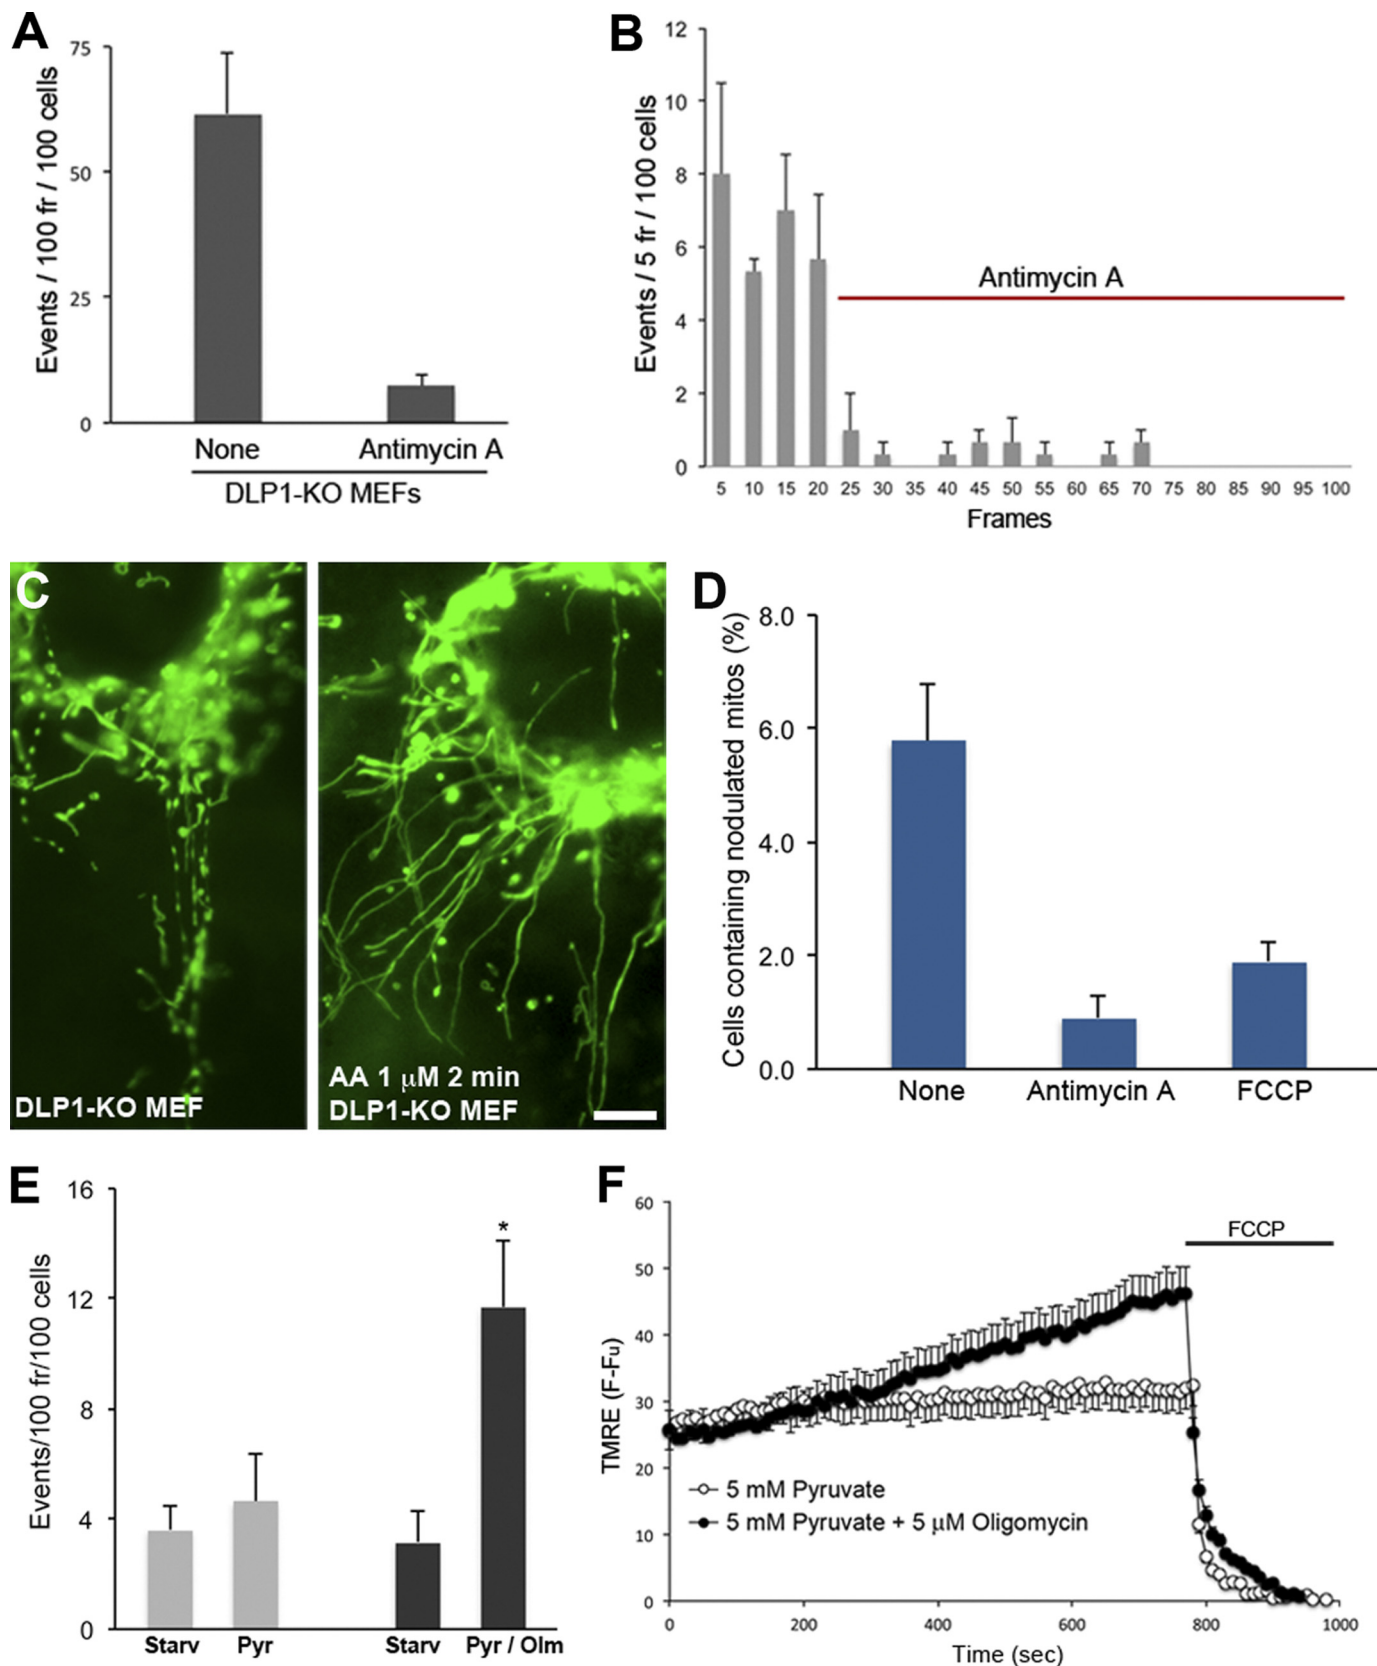 A
Events / 100 fr / 100 cells
75
50
25
0
None Antimycin A
DLP1-KO MEFs
B
Events / 5 fr / 100 cells
12
10
8
6
4
2
0
Antimycin A
5 10 15 20 25 30 35 40 45 50 55 60 65 70 75 80 85 90 95 100
Frames
C
DLP1-KO MEF
AA 1 μM 2 min
DLP1-KO MEF
D
Cells containing nodulated mitos (%)
8.0
6.0
4.0
2.0
0.0
None Antimycin A FCCP
E
Events/100 fr/100 cells
16
12
8
4
0
*
Starv Pyr Starv Pyr / Olm
F
TMRE (F-Fu)
60
50
40
30
20
10
0
FCCP
5 mM Pyruvate
5 mM Pyruvate + 5 μM Oligomycin
0 200 400 600 800 1000
Time (sec)